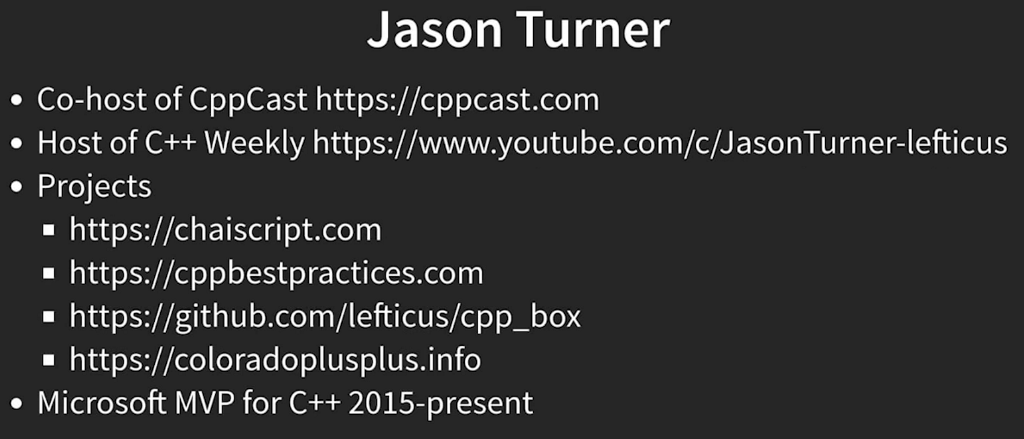 Jason Turner
• Co-host of CppCast https://cppcast.com
• Host of C++ Weekly https://www.youtube.com/c/JasonTurner-lefticus
• Projects
▪ https://chaiscript.com
▪ https://cppbestpractices.com
▪ https://github.com/lefticus/cpp_box
▪ https://coloradoplusplus.info
• Microsoft MVP for C++ 2015-present